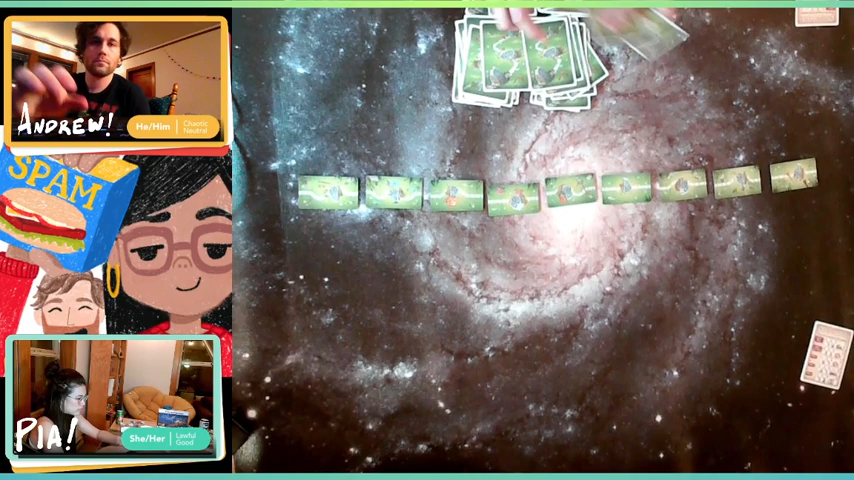 ANDREW!
He/Him
Chaotic
Neutral
SPAM
PIA!
She/Her
Lawful
Good